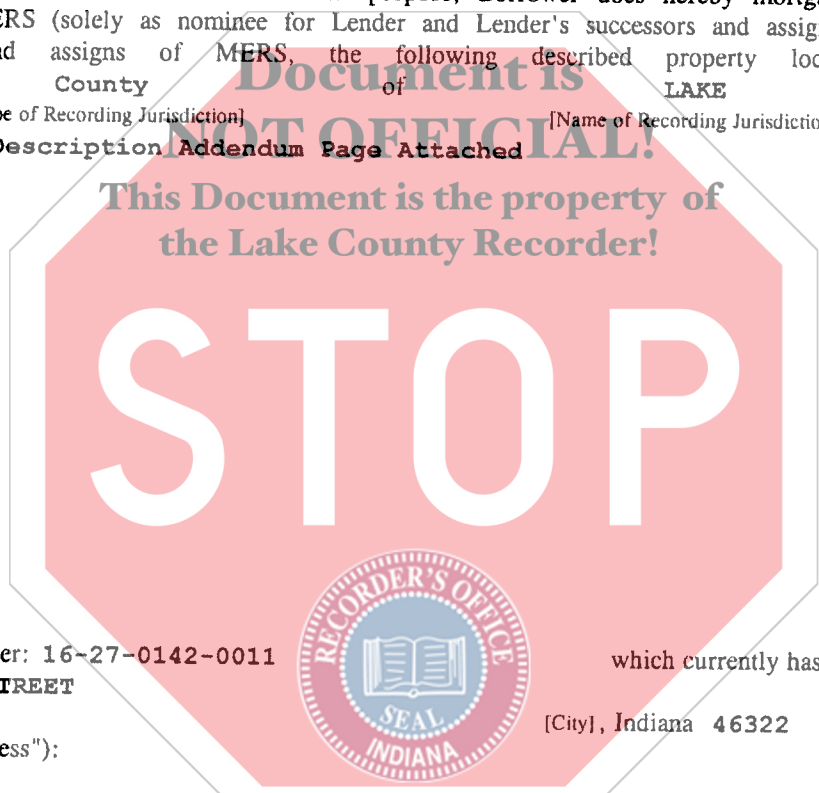 ERS (solely as nominee for Lender and Lender's successors and assign
nd assigns of MERS, the following described property loc
County of LAKE
pe of Recording Jurisdiction] [Name of Recording Jurisdictio
Description Addendum Page Attached
Document is
NOT OFFICIAL!
This Document is the property of
the Lake County Recorder!
STOP
RECORDER'S OFFICE
SEAL
INDIANA
er: 16-27-0142-0011 which currently has
TREET
[City], Indiana 46322
ess"):